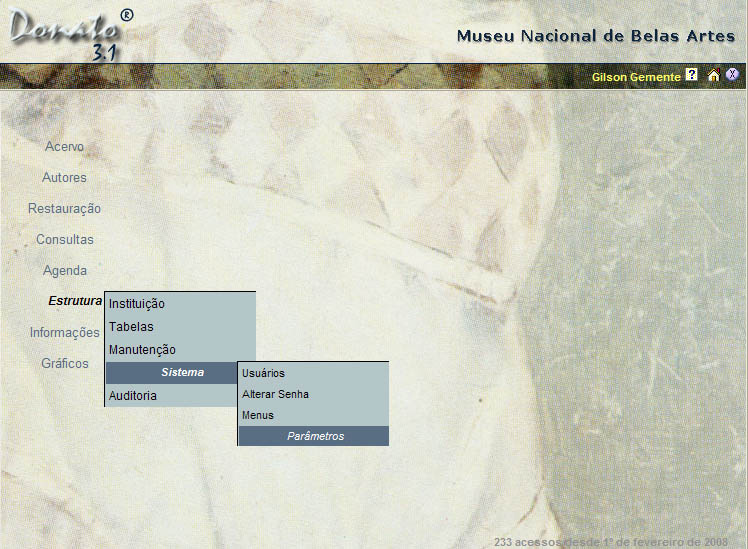 Donato ®
3.1
Museu Nacional de Belas Artes
Gilson Gemente ? X
Acervo
Autores
Restauração
Consultas
Agenda
Estrutura
Informações
Gráficos
Instituição
Tabelas
Manutenção
Sistema
Auditoria
Usuários
Alterar Senha
Menus
Parâmetros
233 acessos desde 1º de fevereiro de 2008